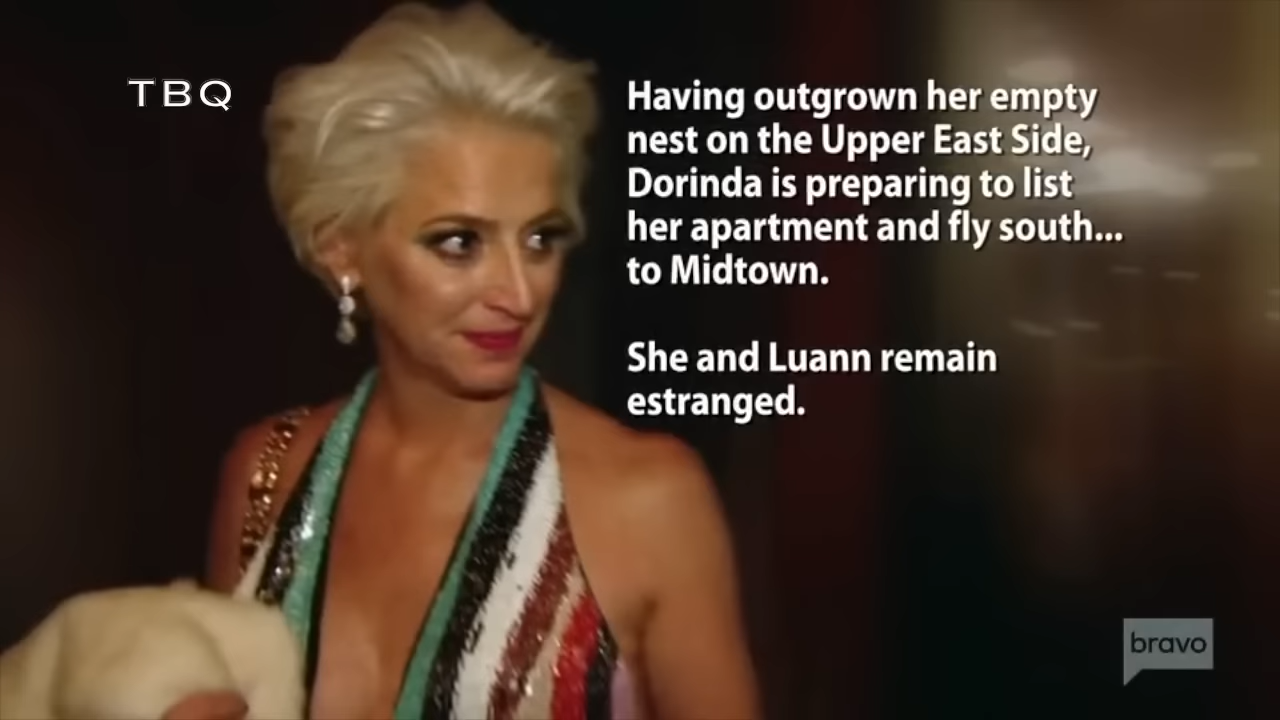 TBQ
Having outgrown her empty
nest on the Upper East Side,
Dorinda is preparing to list
her apartment and fly south...
to Midtown.
She and Luann remain
estranged.
bravo